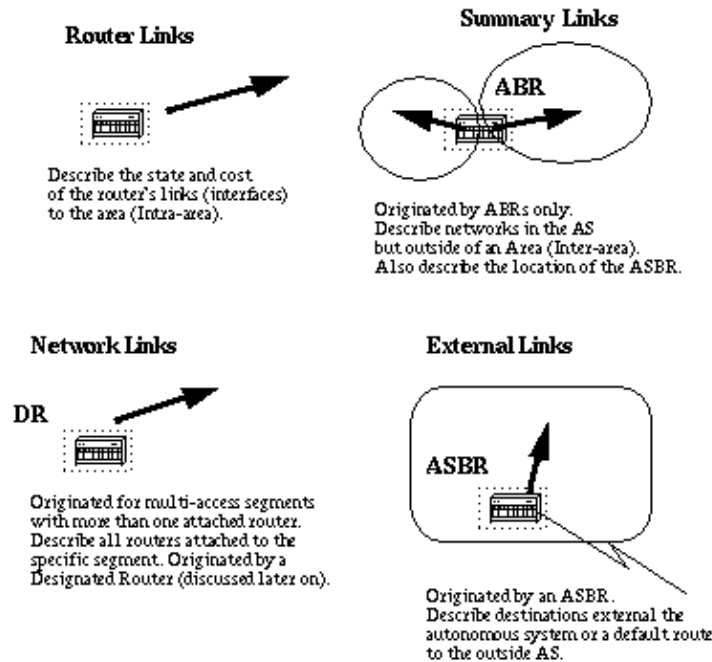 Router Links
Describe the state and cost
of the router's links (interfaces)
to the area (Intra-area).
Summary Links
ABR
Originated by ABRs only.
Describe networks in the AS
but outside of an Area (Inter-area).
Also describe the location of the ASBR.
Network Links
DR
Originated for multi-access segments
with more than one attached router.
Describe all routers attached to the
specific segment. Originated by a
Designated Router (discussed later on).
External Links
ASBR
Originated by an ASBR.
Describe destinations external the
autonomous system or a default route
to the outside AS.